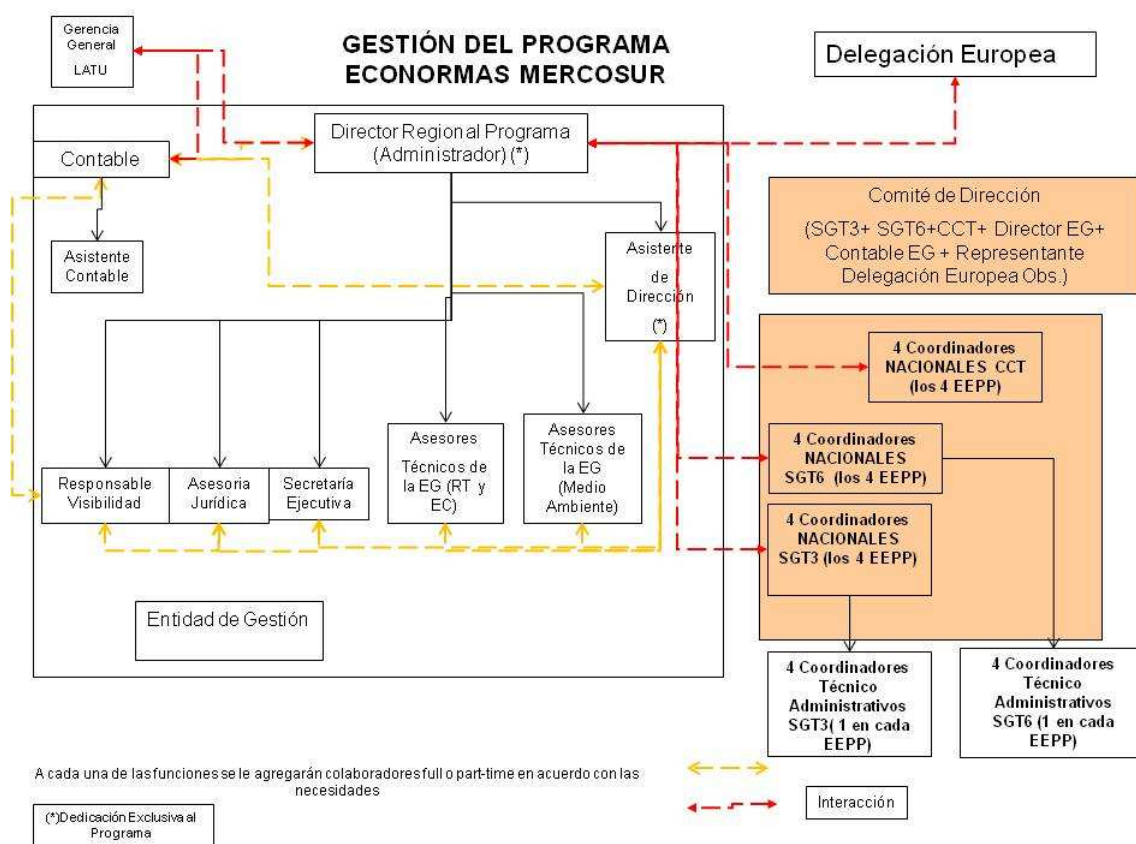 Gerencia
General
LATU
GESTIÓN DEL PROGRAMA
ECONORMAS MERCOSUR
Delegación Europea
Director Regional Programa
(Administrador) (*)
Contable
Comité de Dirección
(SGT3+ SGT6+CCT+ Director EG+
Contable EG + Representante
Delegación Europea Obs.)
Asistente
Contable
Asistente
de
Dirección
(*)
4 Coordinadores
NACIONALES CCT
(los 4 EEPP)
4 Coordinadores
NACIONALES
SGT6 (los 4 EEPP)
4 Coordinadores
NACIONALES
SGT3 (los 4 EEPP)
Responsable
Visibilidad
Asesoria
Jurídica
Secretaría
Ejecutiva
Asesores
Técnicos de
la EG (RT y
EC)
Asesores
Técnicos de
la EG
(Medio
Ambiente)
Entidad de Gestión
4 Coordinadores
Técnico
Administrativos
SGT3( 1 en cada
EEPP)
4 Coordinadores
Técnico
Administrativos
SGT6 (1 en cada
EEPP)
A cada una de las funciones se le agregarán colaboradores full o part-time en acuerdo con las
necesidades
(*)Dedicación Exclusiva al
Programa
Interacción